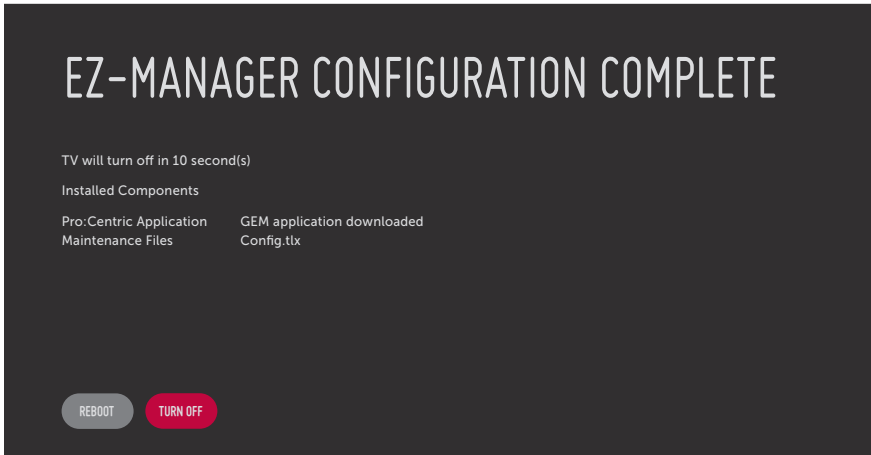 EZ-MANAGER CONFIGURATION COMPLETE
TV will turn off in 10 second(s)
Installed Components
Pro:Centric Application GEM application downloaded
Maintenance Files Config.tlx
REBOOT TURN OFF